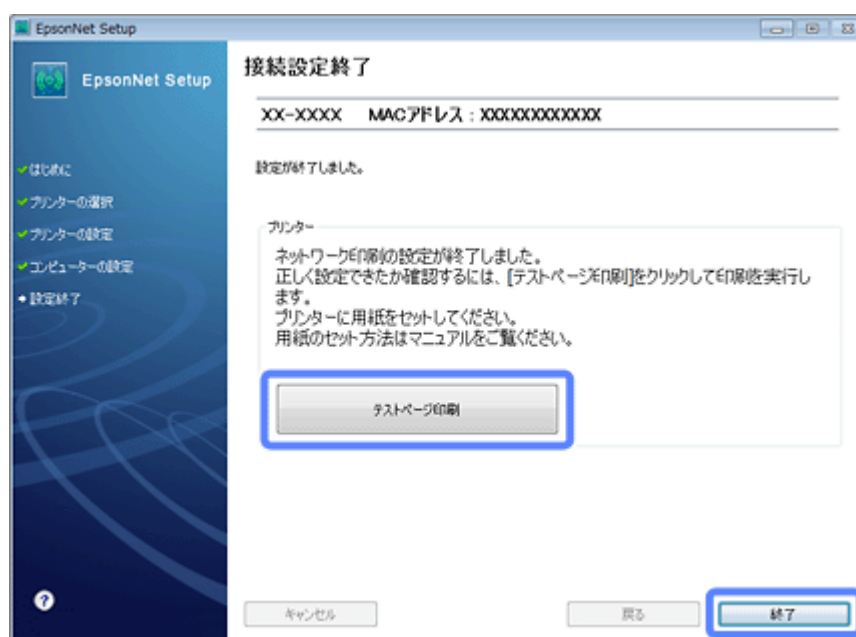 EpsonNet Setup
EpsonNet Setup
接続設定終了
XX-XXXX MACアドレス：XXXXXXXXXXXX
はじめに
プリンターの選択
プリンターの設定
コンピューターの設定
設定終了
設定が終了しました。
プリンター
ネットワーク印刷の設定が終了しました。
正しく設定できたか確認するには、[テストページ印刷]をクリックして印刷を実行し
ます。
プリンターに用紙をセットしてください。
用紙のセット方法はマニュアルをご覧ください。
テストページ印刷
キャンセル
戻る
終了